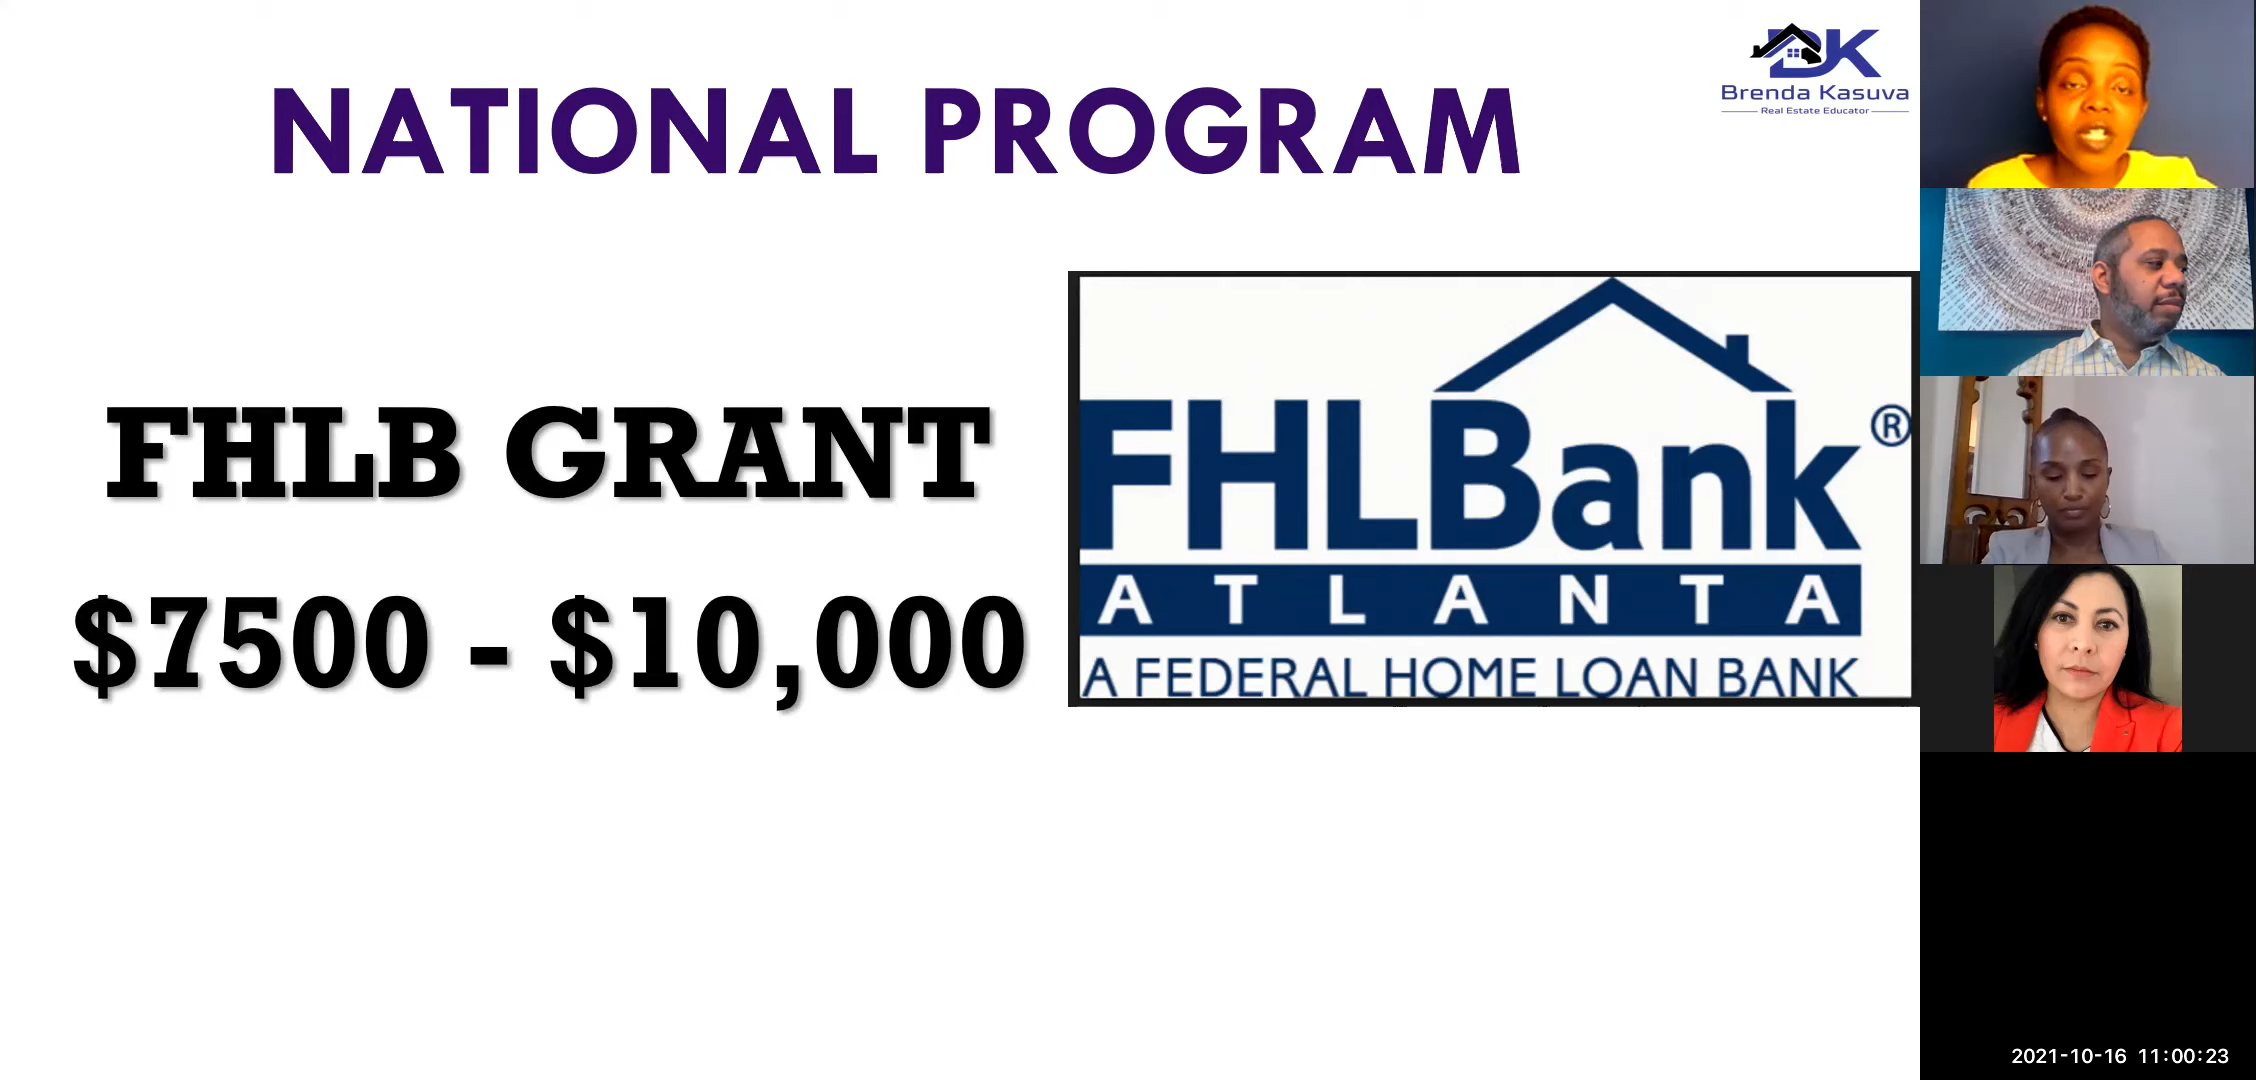 NATIONAL PROGRAM
DK
Brenda Kasuva
Real Estate Educator
FHLB GRANT
$7500 - $10,000
FHLBank®
ATLANTA
A FEDERAL HOME LOAN BANK
2021-10-16 11:00:23